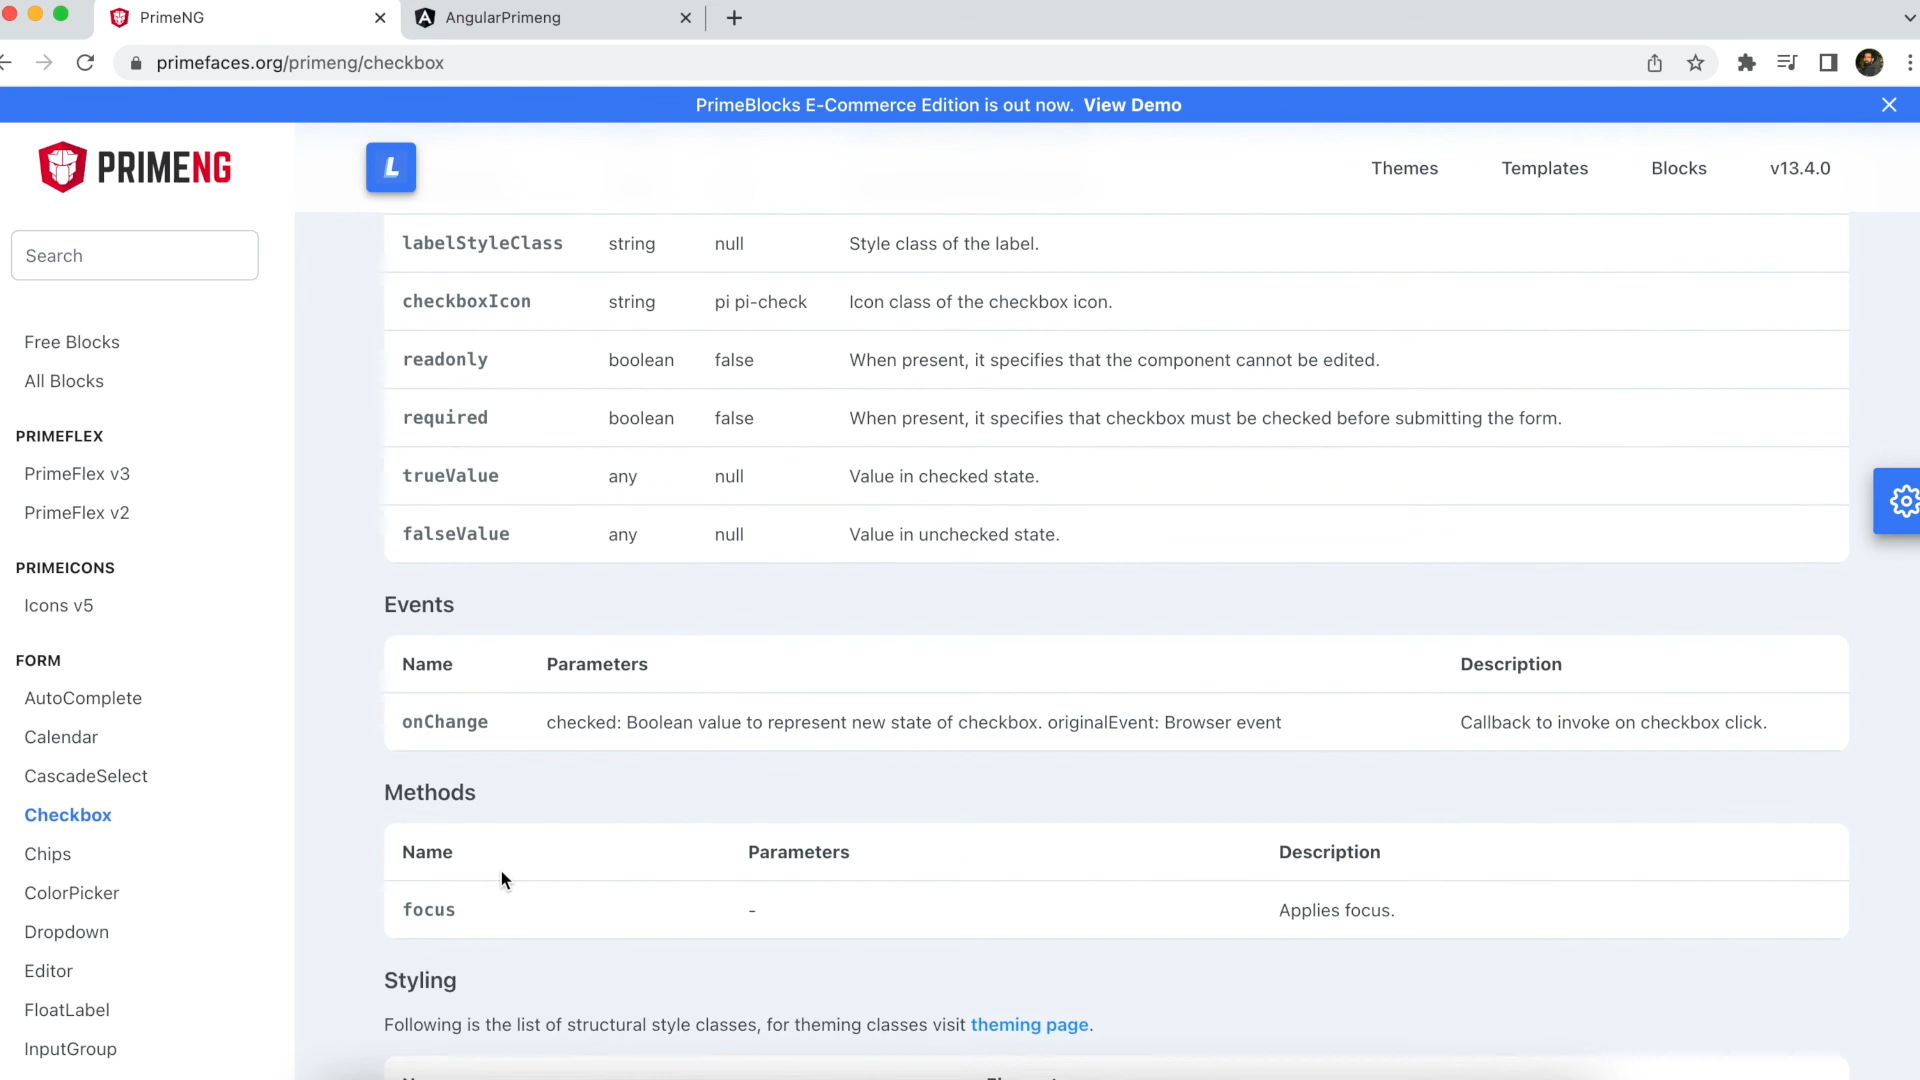 PrimeNG
AngularPrimeng
primefaces.org/primeng/checkbox
PrimeBlocks E-Commerce Edition is out now. View Demo
PRIMENG
L
Themes
Templates
Blocks
v13.4.0
Search
Free Blocks
All Blocks
PRIMEFLEX
PrimeFlex v3
PrimeFlex v2
PRIMEICONS
Icons v5
FORM
AutoComplete
Calendar
CascadeSelect
Checkbox
Chips
ColorPicker
Dropdown
Editor
FloatLabel
InputGroup
labelStyleClass string null Style class of the label.
checkboxIcon string pi pi-check Icon class of the checkbox icon.
readonly boolean false When present, it specifies that the component cannot be edited.
required boolean false When present, it specifies that checkbox must be checked before submitting the form.
trueValue any null Value in checked state.
falseValue any null Value in unchecked state.
Events
Name Parameters Description
onChange checked: Boolean value to represent new state of checkbox. originalEvent: Browser event Callback to invoke on checkbox click.
Methods
Name Parameters Description
focus - Applies focus.
Styling
Following is the list of structural style classes, for theming classes visit theming page.